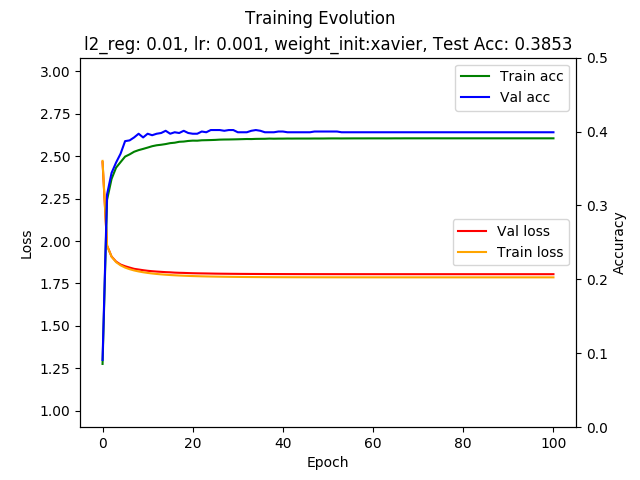 Training Evolution
l2_reg: 0.01, lr: 0.001, weight_init:xavier, Test Acc: 0.3853
3.00
2.75
2.50
2.25
2.00
1.75
1.50
1.25
1.00
Loss
Train acc
Val acc
Val loss
Train loss
0.5
0.4
0.3
0.2
0.1
0.0
Accuracy
0 20 40 60 80 100
Epoch